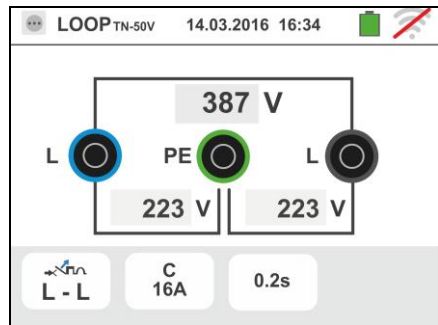 LOOP TN-50V 14.03.2016 16:34
387 V
L PE L
223 V 223 V
L - L
C
16A
0.2s